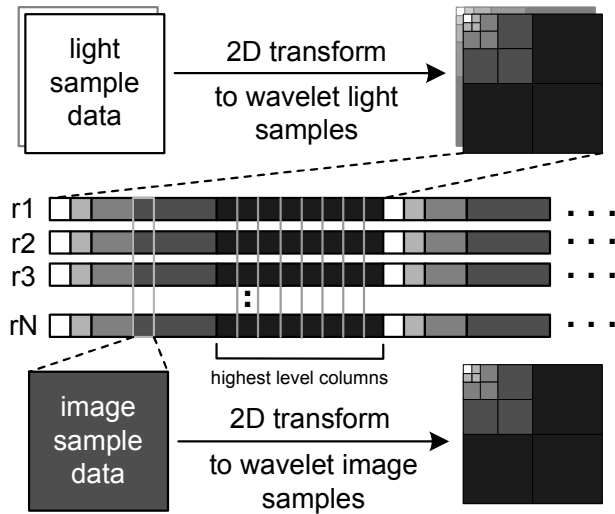 light
sample
data
2D transform
to wavelet light
samples
r1
. . .
r2
. . .
r3
. . .
:
rN
. . .
highest level columns
image
sample
data
2D transform
to wavelet image
samples